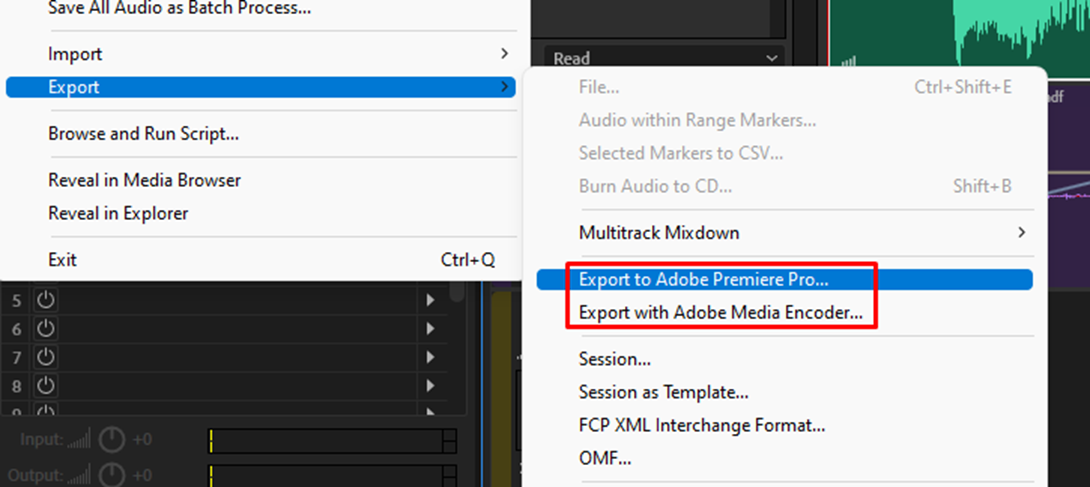 Save All Audio as Batch Process...
Import
Export
Browse and Run Script...
Reveal in Media Browser
Reveal in Explorer
Exit Ctrl+Q
Read
File... Ctrl+Shift+E
Audio within Range Markers...
Selected Markers to CSV...
Burn Audio to CD... Shift+B
Multitrack Mixdown
Export to Adobe Premiere Pro...
Export with Adobe Media Encoder...
Session...
Session as Template...
FCP XML Interchange Format...
OMF...
5
6
7
8
9
Input: +0
Output: +0